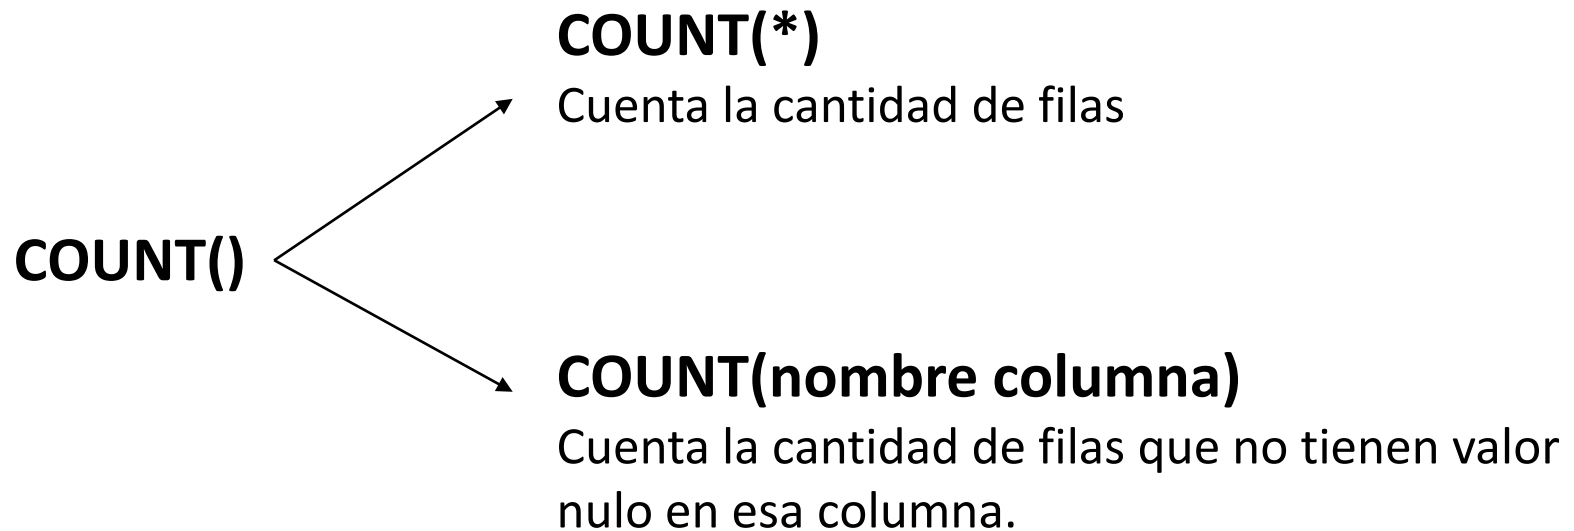 COUNT(*)
Cuenta la cantidad de filas
COUNT()
COUNT(nombre columna)
Cuenta la cantidad de filas que no tienen valor
nulo en esa columna.